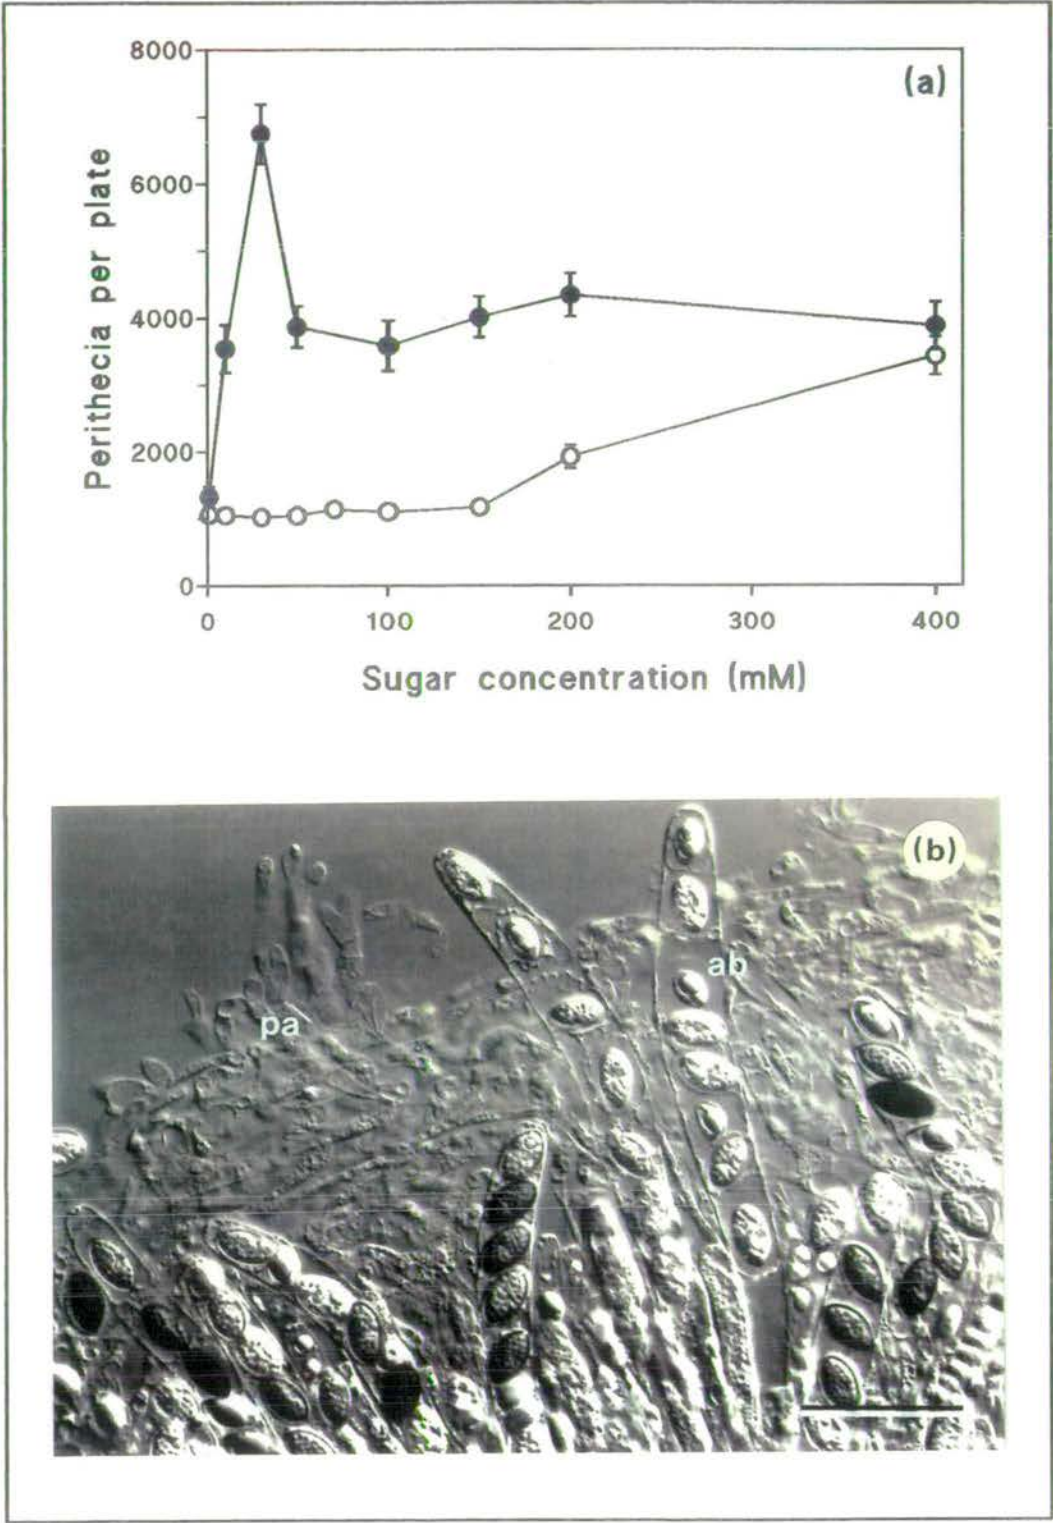 (a)
8000
6000
4000
2000
0
Perithecia per plate
0 100 200 300 400
Sugar concentration (mM)
(b)
ab
pa